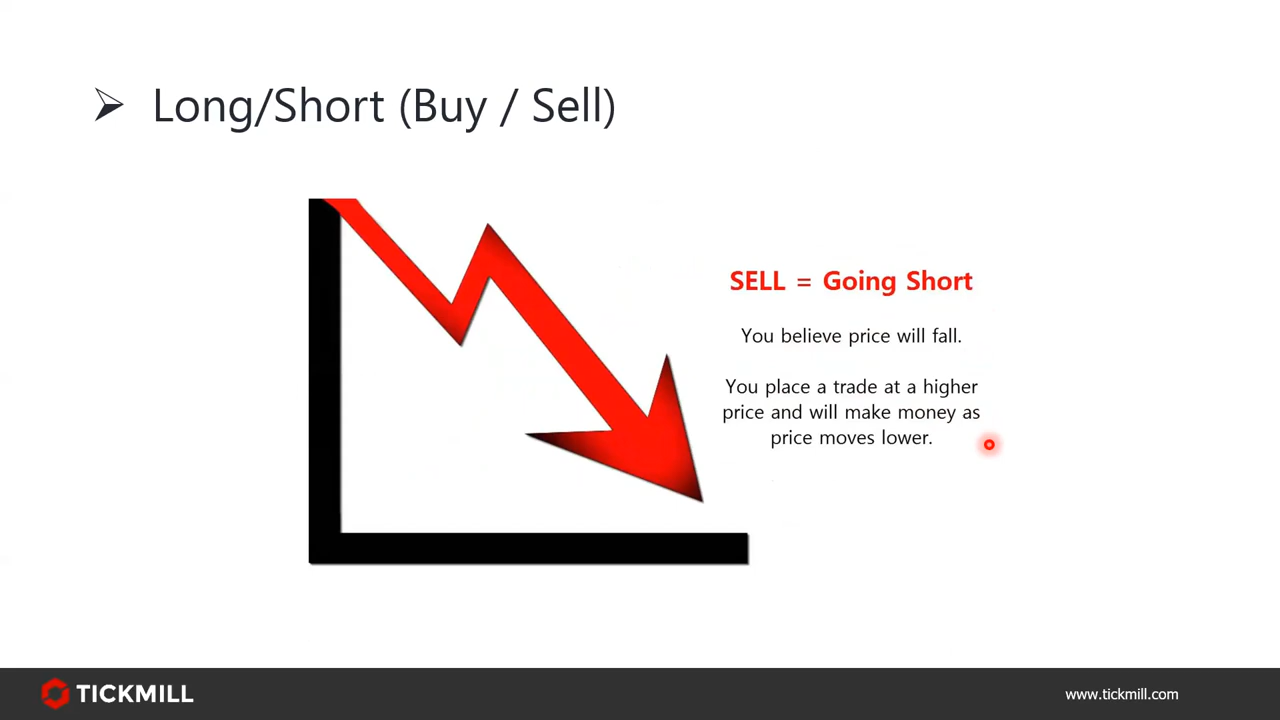 Long/Short (Buy / Sell)
SELL = Going Short
You believe price will fall.
You place a trade at a higher
price and will make money as
price moves lower.
TICKMILL
www.tickmill.com